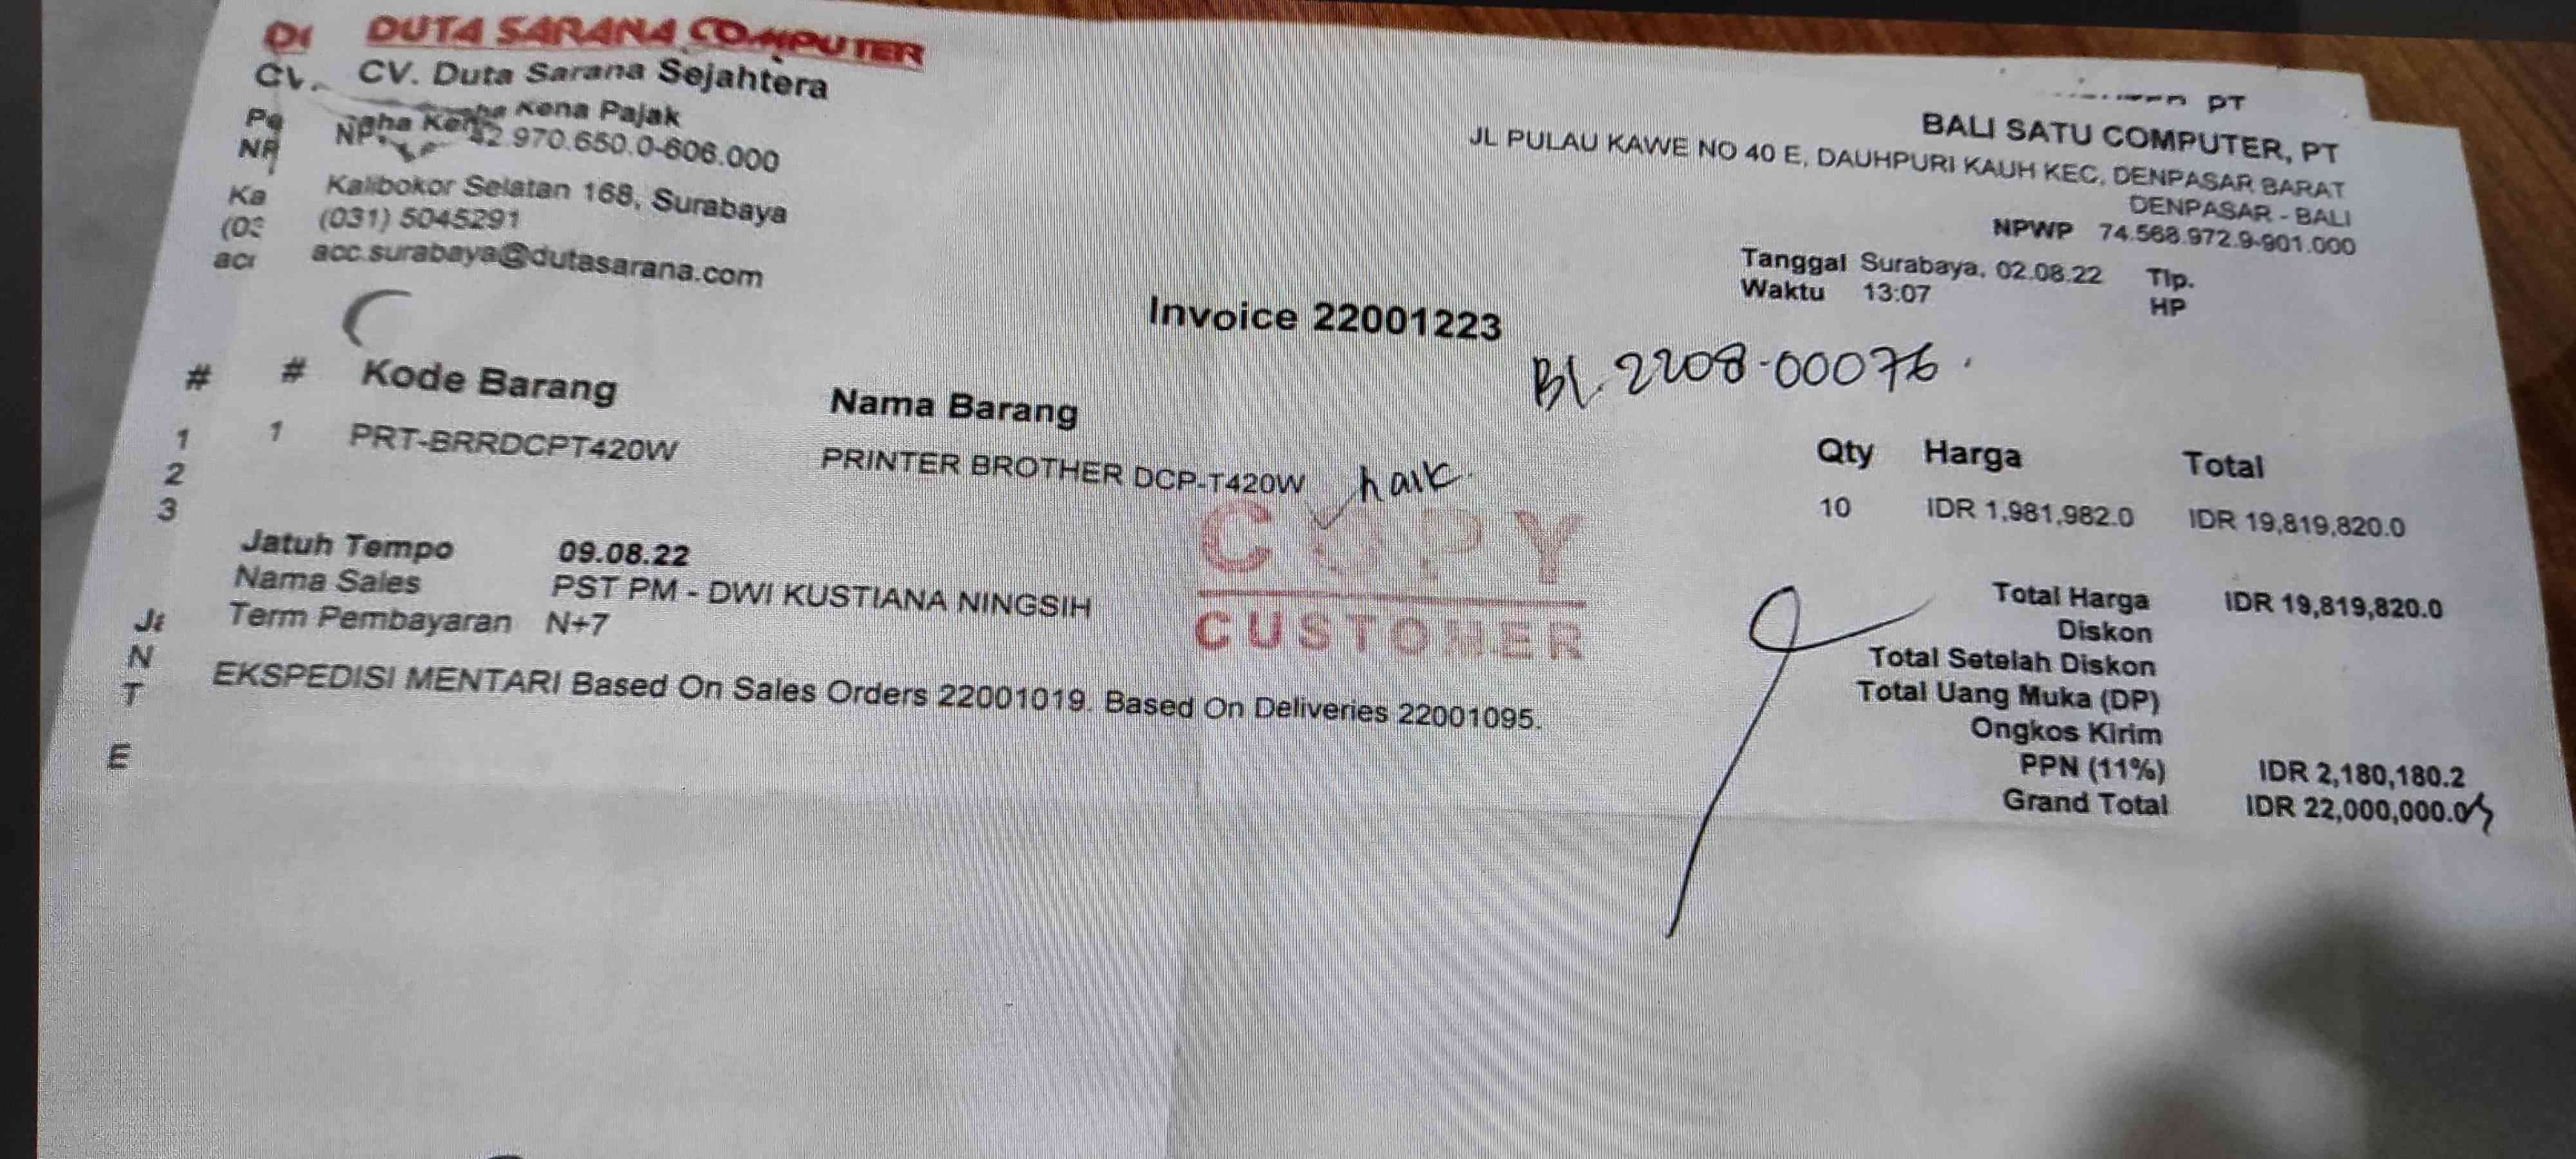 DUTA SARANA COMPUTER
CV. CV. Duta Sarana Sejahtera
Kena Pajak
42.970.650.0-606.000
Kalibokor Selatan 168, Surabaya
(031) 5045291
acc.surabaya@dutasarana.com
PT
BALI SATU COMPUTER, PT
JL PULAU KAWE NO 40 E, DAUHPURI KAUH KEC, DENPASAR BARAT
DENPASAR - BALI
NPWP 74.568.972.9-901.000
Tanggal Surabaya, 02.08.22 Tlp.
Waktu 13:07 HP
Invoice 22001223
BL 2208-00076.
# # Kode Barang Nama Barang Qty Harga Total
1 1 PRT-BRRDCPT420W PRINTER BROTHER DCP-T420W 10 IDR 1,981,982.0 IDR 19,819,820.0
2
3
COPY
CUSTOMER
Jatuh Tempo 09.08.22
Nama Sales PST PM - DWI KUSTIANA NINGSIH
Term Pembayaran N+7
N
T
EKSPEDISI MENTARI Based On Sales Orders 22001019. Based On Deliveries 22001095.
E
Total Harga IDR 19,819,820.0
Diskon
Total Setelah Diskon
Total Uang Muka (DP)
Ongkos Kirim
PPN (11%) IDR 2,180,180.2
Grand Total IDR 22,000,000.0